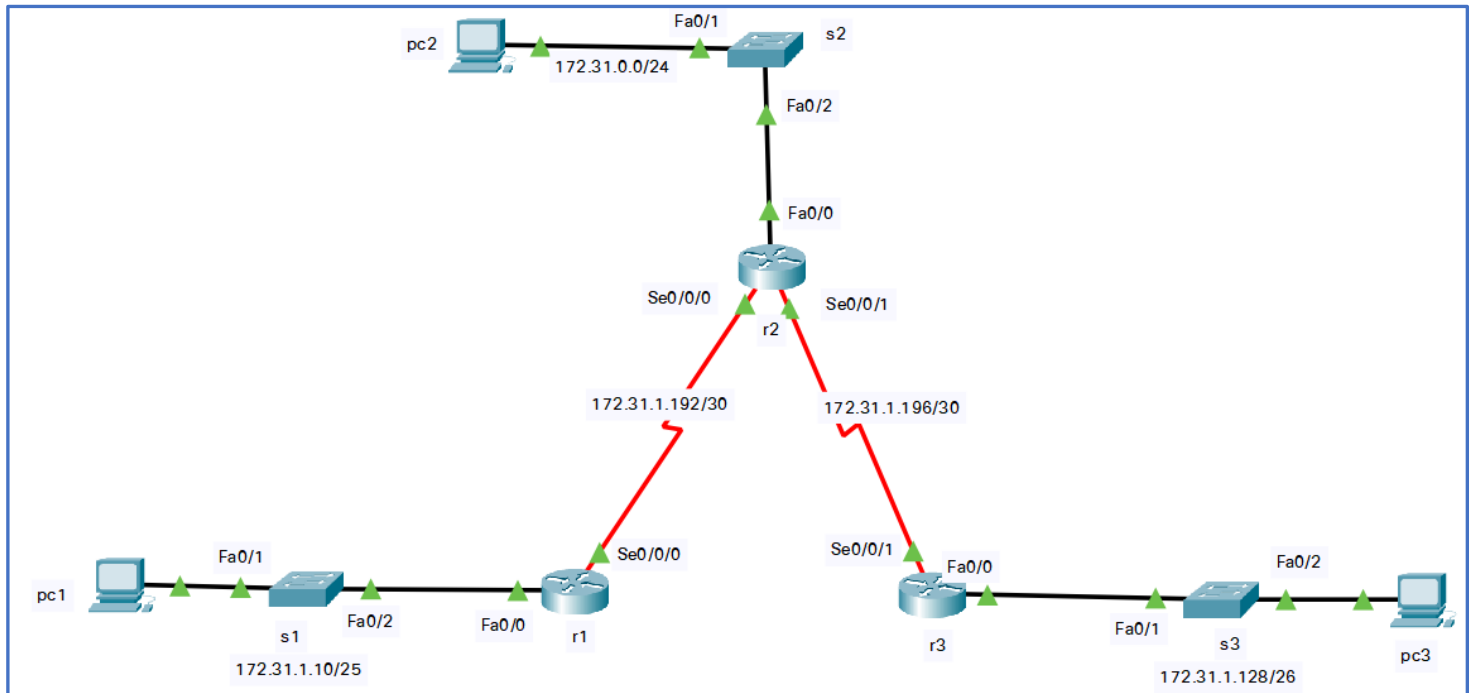 Fa0/1
s2
pc2
172.31.0.0/24
Fa0/2
Fa0/0
Se0/0/0
Se0/0/1
r2
172.31.1.192/30
172.31.1.196/30
Se0/0/0
Se0/0/1
Fa0/1
Fa0/0
Fa0/2
pc1
Fa0/2
Fa0/0
Fa0/1
s1
r1
r3
s3
pc3
172.31.1.10/25
172.31.1.128/26